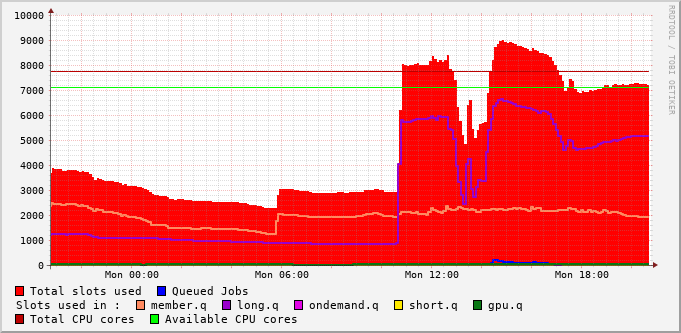 RRDTOOL / TOBI OETIKER
10000
9000
8000
7000
6000
5000
4000
3000
2000
1000
0
Mon 00:00 Mon 06:00 Mon 12:00 Mon 18:00
Total slots used Queued Jobs
Slots used in : member.q long.q ondemand.q short.q gpu.q
Total CPU cores Available CPU cores